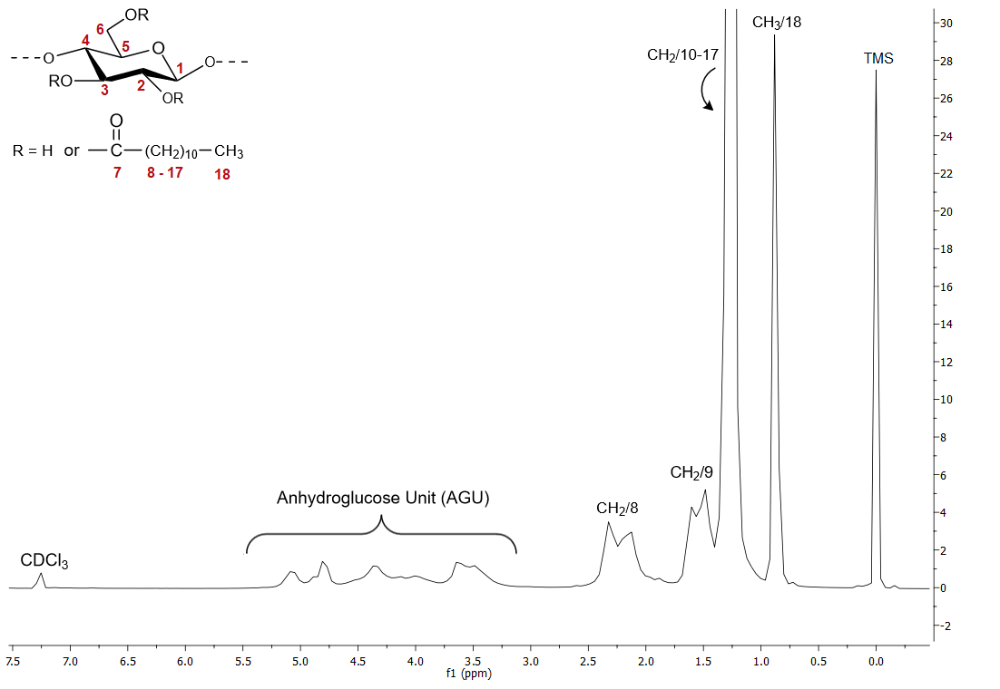 OR
6
4
5
O
1
O
O
RO
3
2
OR
O
R = H or C (CH2)10 CH3
7 8 - 17 18
CH2/10-17
CH3/18
TMS
CH2/9
CH2/8
Anhydroglucose Unit (AGU)
CDCl3
30
28
26
24
22
20
18
16
14
12
10
8
6
4
2
0
-2
7.5 7.0 6.5 6.0 5.5 5.0 4.5 4.0 3.5 3.0 2.5 2.0 1.5 1.0 0.5 0.0
f1 (ppm)